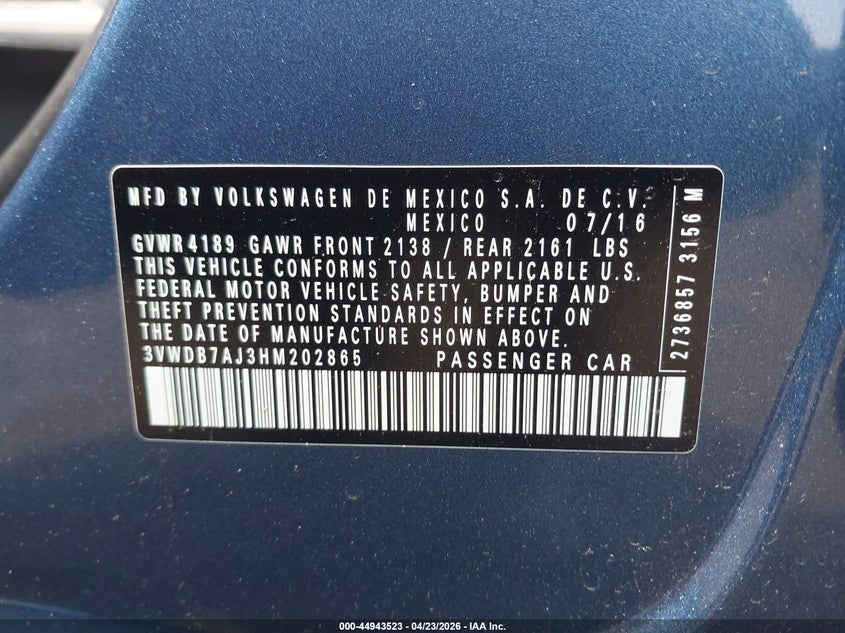 MFD BY VOLKSWAGEN DE MEXICO S.A. DE C.V.
MEXICO 07/16
GVWR4189 GAWR FRONT 2138 / REAR 2161 LBS
THIS VEHICLE CONFORMS TO ALL APPLICABLE U.S.
FEDERAL MOTOR VEHICLE SAFETY, BUMPER AND
THEFT PREVENTION STANDARDS IN EFFECT ON
THE DATE OF MANUFACTURE SHOWN ABOVE.
3VWDB7AJ3HM202865 PASSENGER CAR
2736857 3156 M
000-44943523 | 04/23/2026 | IAA Inc.